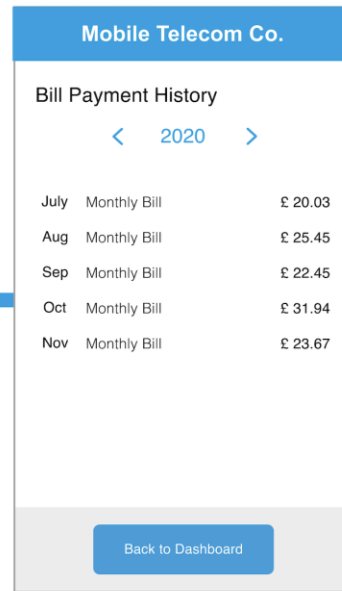 Mobile Telecom Co.
Bill Payment History
< 2020 >
July Monthly Bill £ 20.03
Aug Monthly Bill £ 25.45
Sep Monthly Bill £ 22.45
Oct Monthly Bill £ 31.94
Nov Monthly Bill £ 23.67
Back to Dashboard